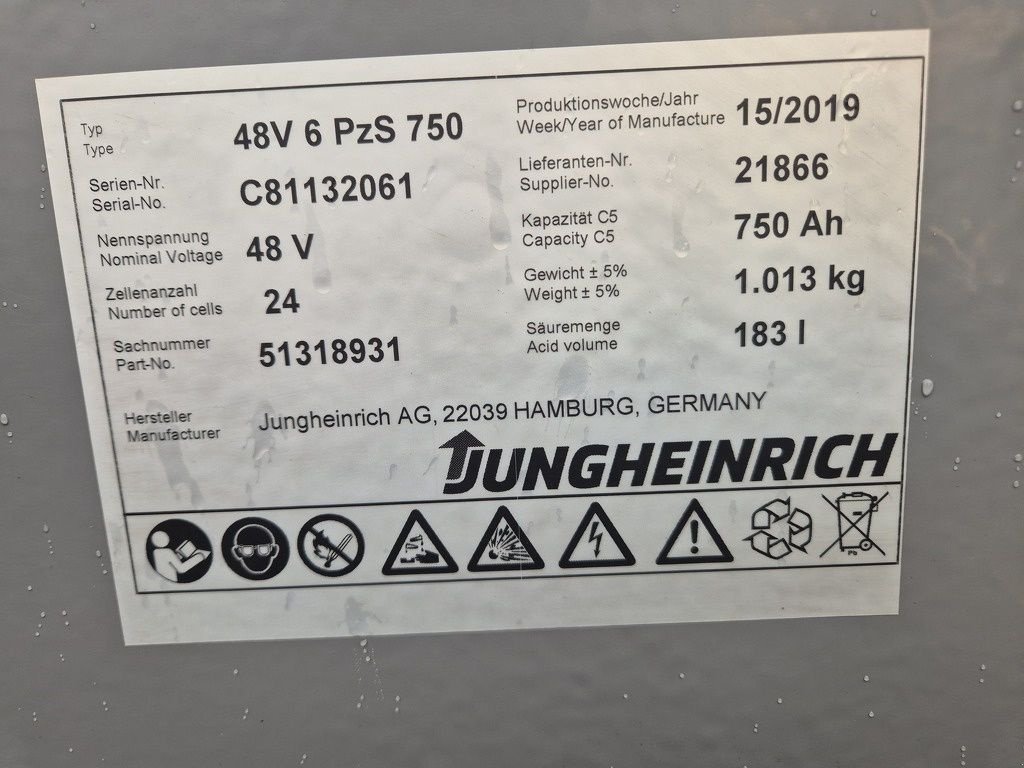 Typ
Type
48V 6 PzS 750
Produktionswoche/Jahr
Week/Year of Manufacture
15/2019
Serien-Nr.
Serial-No.
C81132061
Lieferanten-Nr.
Supplier-No.
21866
Nennspannung
Nominal Voltage
48 V
Kapazität C5
Capacity C5
750 Ah
Zellenanzahl
Number of cells
24
Gewicht ± 5%
Weight ± 5%
1.013 kg
Sachnummer
Part-No.
51318931
Säuremenge
Acid volume
183 l
Hersteller
Manufacturer
Jungheinrich AG, 22039 HAMBURG, GERMANY
JUNGHEINRICH
Pb